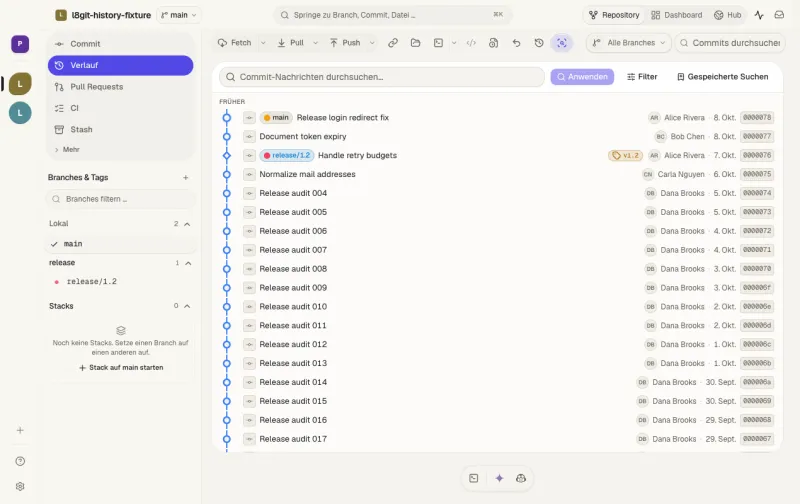 L l8git-history-fixture main
Springe zu Branch, Commit, Datei ... ⌘K
Repository Dashboard Hub
P
L
L
Commit
Verlauf
Pull Requests
CI
Stash
Mehr
Branches & Tags +
Branches filtern ...
Lokal 2
main
release 1
release/1.2
Stacks 0
Noch keine Stacks. Setze einen Branch auf
einen anderen auf.
+ Stack auf main starten
Fetch Pull Push
Alle Branches
Commits durchsuchen
Commit-Nachrichten durchsuchen...
Anwenden
Filter
Gespeicherte Suchen
FRÜHER
main Release login redirect fix AR Alice Rivera · 8. Okt. 0000078
Document token expiry BC Bob Chen · 8. Okt. 0000077
release/1.2 Handle retry budgets v1.2 AR Alice Rivera · 7. Okt. 0000076
Normalize mail addresses CN Carla Nguyen · 6. Okt. 0000075
Release audit 004 DB Dana Brooks · 5. Okt. 0000074
Release audit 005 DB Dana Brooks · 5. Okt. 0000073
Release audit 006 DB Dana Brooks · 4. Okt. 0000072
Release audit 007 DB Dana Brooks · 4. Okt. 0000071
Release audit 008 DB Dana Brooks · 3. Okt. 0000070
Release audit 009 DB Dana Brooks · 3. Okt. 000006f
Release audit 010 DB Dana Brooks · 2. Okt. 000006e
Release audit 011 DB Dana Brooks · 2. Okt. 000006d
Release audit 012 DB Dana Brooks · 1. Okt. 000006c
Release audit 013 DB Dana Brooks · 1. Okt. 000006b
Release audit 014 DB Dana Brooks · 30. Sept. 000006a
Release audit 015 DB Dana Brooks · 30. Sept. 0000069
Release audit 016 DB Dana Brooks · 29. Sept. 0000068
Release audit 017 DB Dana Brooks · 29. Sept. 0000067